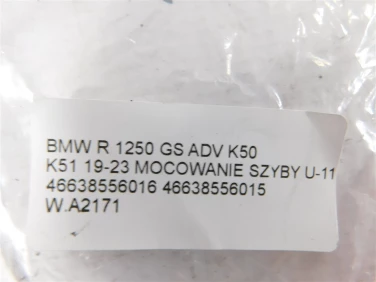 BMW R 1250 GS ADV K50
K51 19-23 MOCOWANIE SZYBY U-11
46638556016 46638556015
W.A2171